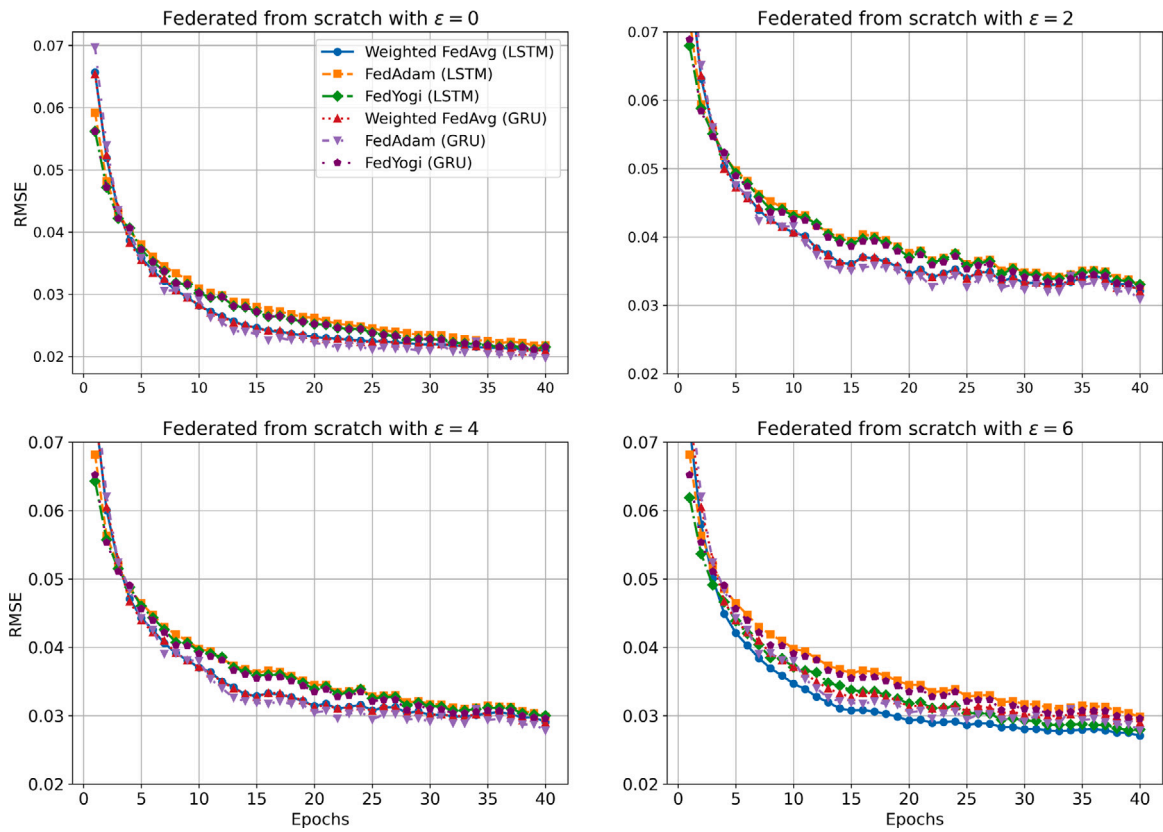 Federated from scratch with ε = 0
RMSE
0.07
0.06
0.05
0.04
0.03
0.02
0 5 10 15 20 25 30 35 40
Weighted FedAvg (LSTM)
FedAdam (LSTM)
FedYogi (LSTM)
Weighted FedAvg (GRU)
FedAdam (GRU)
FedYogi (GRU)
Federated from scratch with ε = 2
0.07
0.06
0.05
0.04
0.03
0.02
0 5 10 15 20 25 30 35 40
Federated from scratch with ε = 4
RMSE
0.07
0.06
0.05
0.04
0.03
0.02
0 5 10 15 20 25 30 35 40
Epochs
Federated from scratch with ε = 6
0.07
0.06
0.05
0.04
0.03
0.02
0 5 10 15 20 25 30 35 40
Epochs